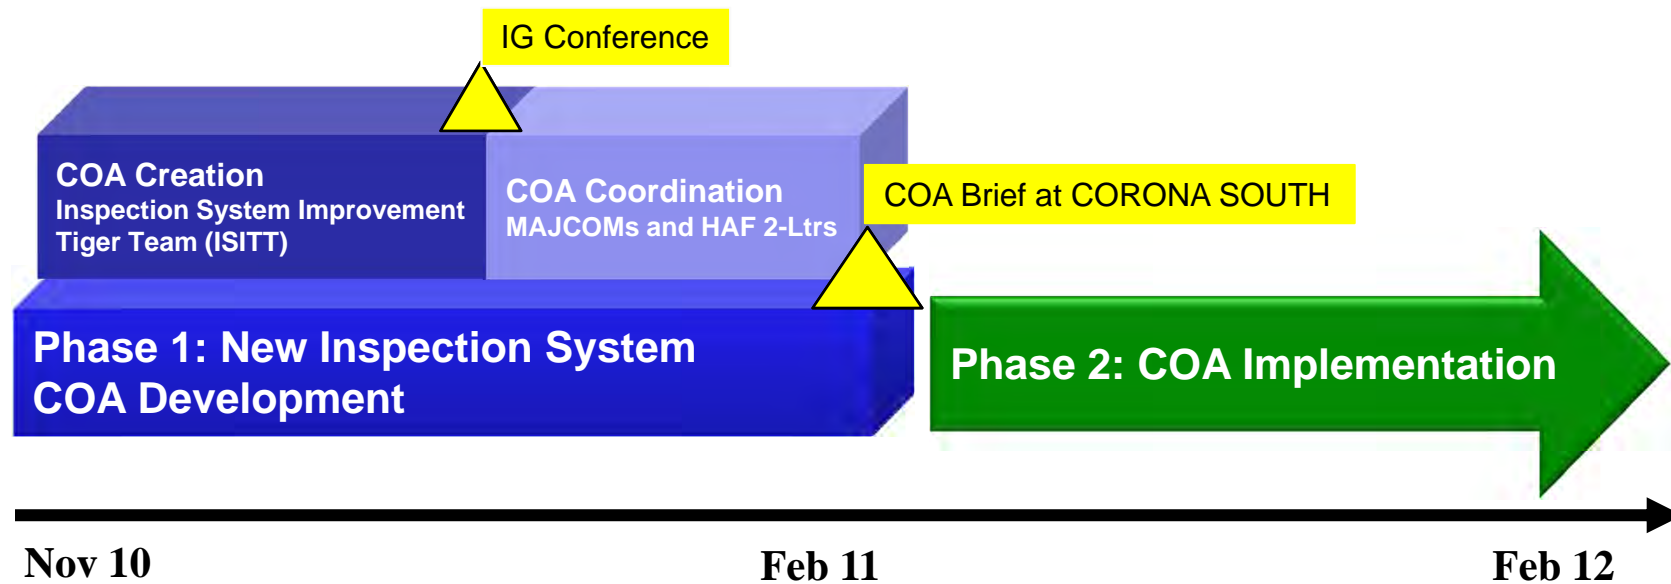 IG Conference
COA Creation
Inspection System Improvement
Tiger Team (ISITT)
COA Coordination
MAJCOMs and HAF 2-Ltrs
COA Brief at CORONA SOUTH
Phase 1: New Inspection System
COA Development
Phase 2: COA Implementation
Nov 10
Feb 11
Feb 12